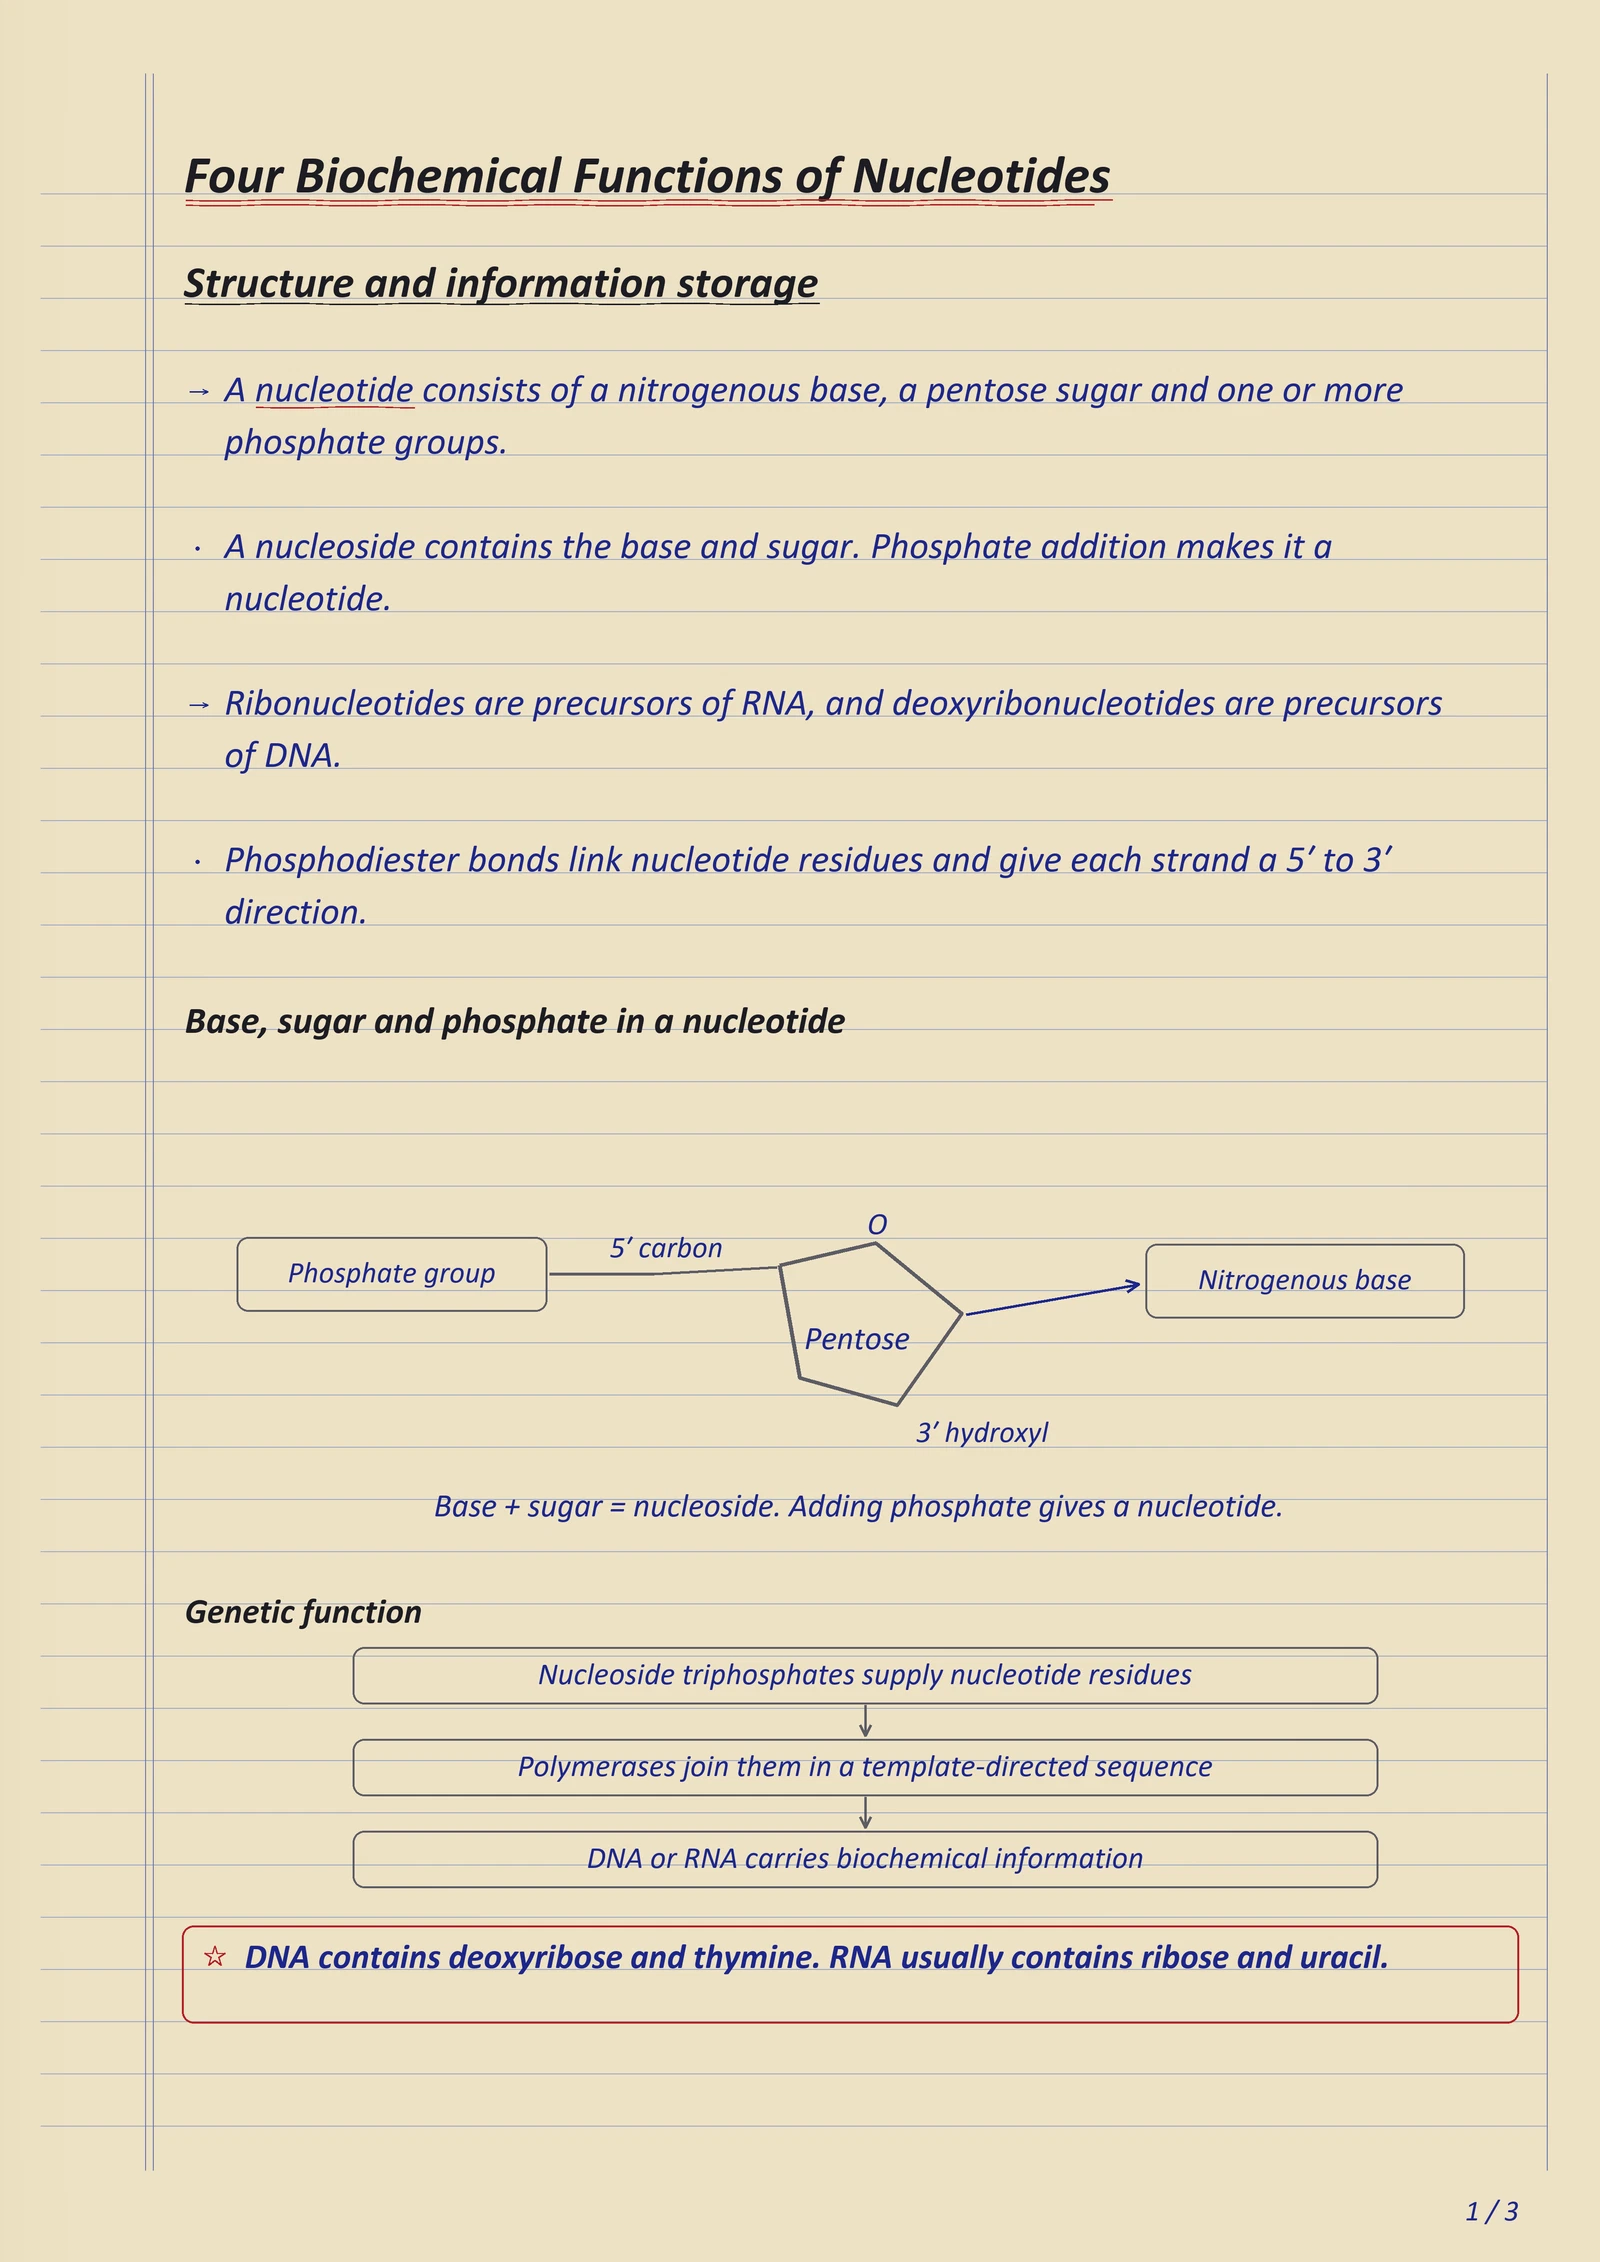 Four Biochemical Functions of Nucleotides
Structure and information storage
→ A nucleotide consists of a nitrogenous base, a pentose sugar and one or more
phosphate groups.
· A nucleoside contains the base and sugar. Phosphate addition makes it a
nucleotide.
→ Ribonucleotides are precursors of RNA, and deoxyribonucleotides are precursors
of DNA.
· Phosphodiester bonds link nucleotide residues and give each strand a 5′ to 3′
direction.
Base, sugar and phosphate in a nucleotide
O
5′ carbon
Phosphate group
Nitrogenous base
Pentose
3′ hydroxyl
Base + sugar = nucleoside. Adding phosphate gives a nucleotide.
Genetic function
Nucleoside triphosphates supply nucleotide residues
Polymerases join them in a template-directed sequence
DNA or RNA carries biochemical information
☆ DNA contains deoxyribose and thymine. RNA usually contains ribose and uracil.
1 / 3